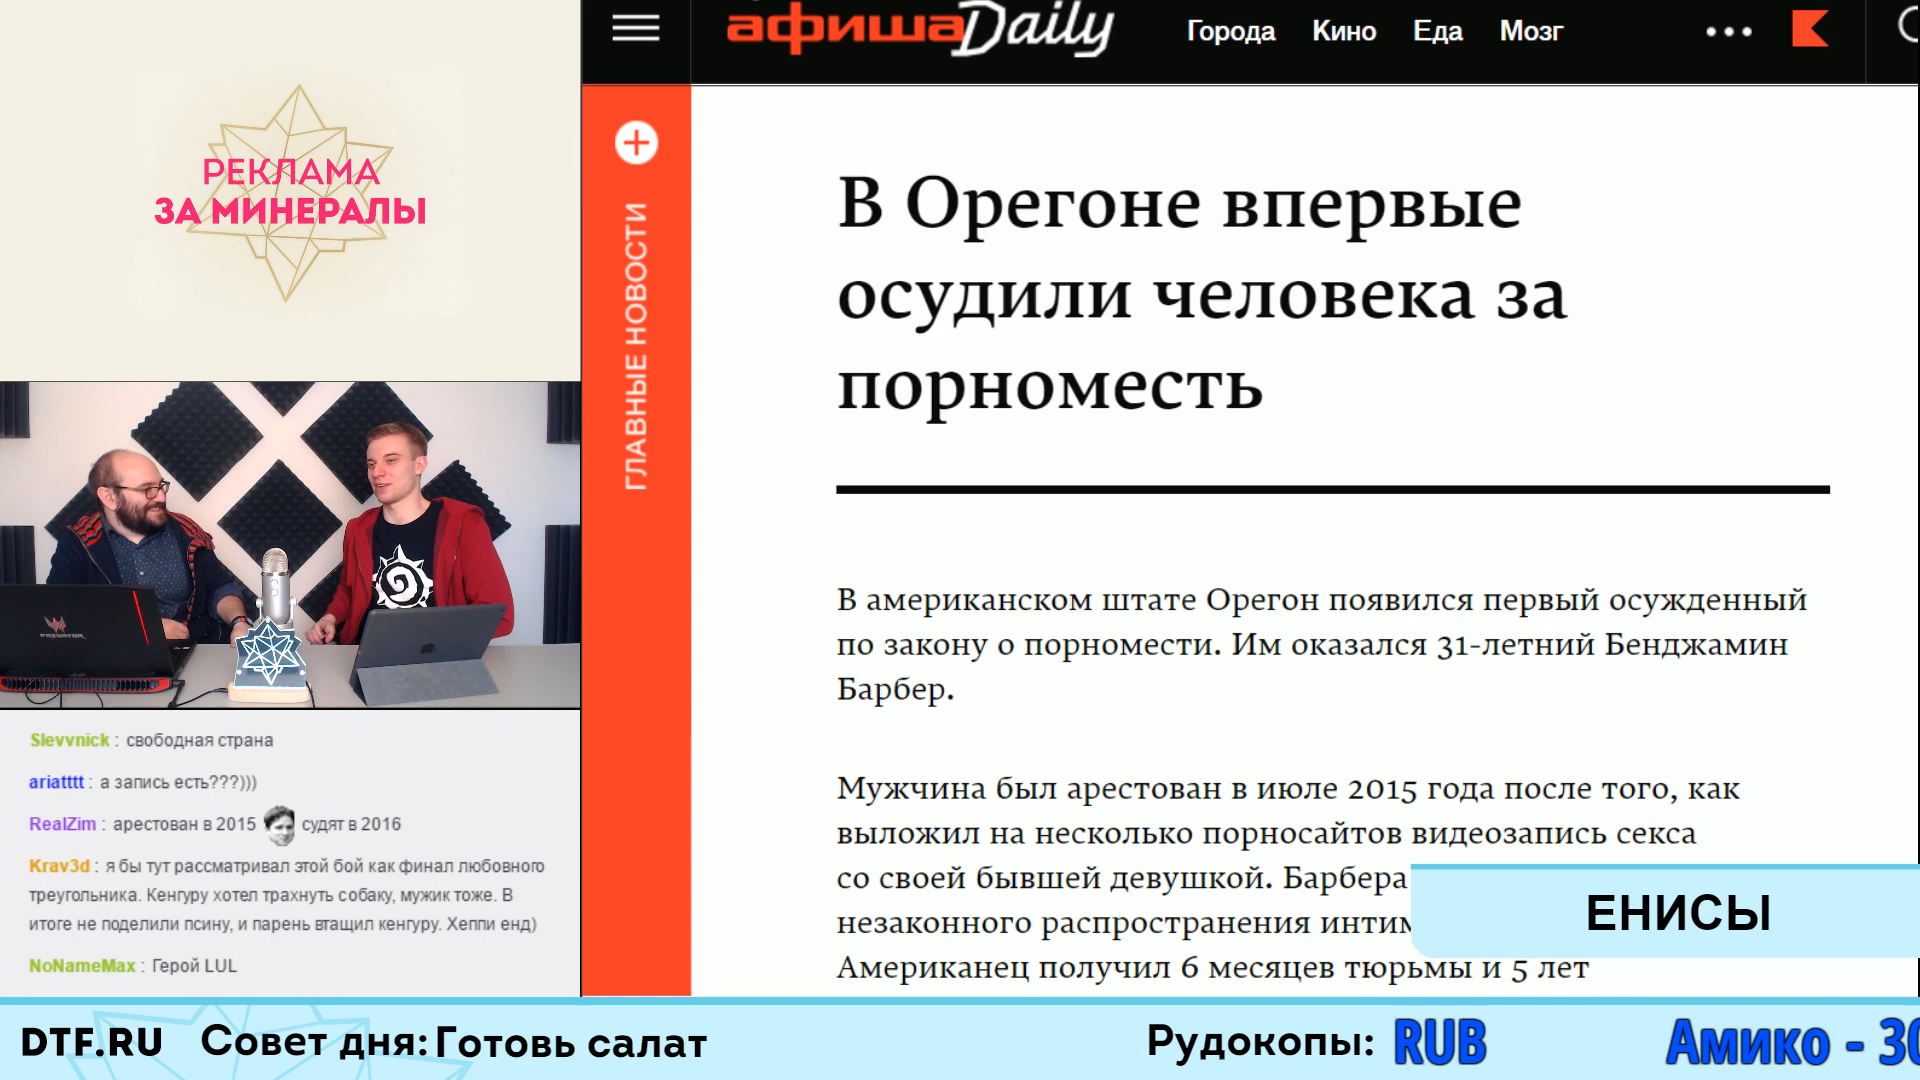 РЕКЛАМА
ЗА МИНЕРАЛЫ
PREDATOR
Slevvnick : свободная страна
ariatttt : а запись есть???)))
RealZim : арестован в 2015 судят в 2016
Krav3d : я бы тут рассматривал этой бой как финал любовного
треугольника. Кенгуру хотел трахнуть собаку, мужик тоже. В
итоге не поделили псину, и парень втащил кенгуру. Хеппи енд)
NoNameMax : Герой LUL
афишаDaily
Города Кино Еда Мозг
ГЛАВНЫЕ НОВОСТИ
В Орегоне впервые
осудили человека за
порноместь
В американском штате Орегон появился первый осужденный
по закону о порномести. Им оказался 31-летний Бенджамин
Барбер.
Мужчина был арестован в июле 2015 года после того, как
выложил на несколько порносайтов видеозапись секса
со своей бывшей девушкой. Барбера
незаконного распространения интим
Американец получил 6 месяцев тюрьмы и 5 лет
ЕНИСЫ
DTF.RU Совет дня: Готовь салат
Рудокопы: RUB Амико - 30